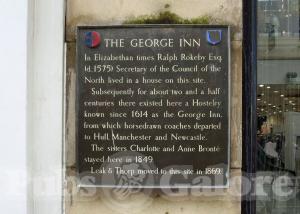 THE GEORGE INN
In Elizabethan times Ralph Rokeby Esq.
(d.1575) Secretary of the Council of the
North lived in a house on this site.
Subsequently for about two and a half
centuries there existed here a Hostelry
known since 1614 as the George Inn,
from which horsedrawn coaches departed
to Hull, Manchester and Newcastle.
The sisters Charlotte and Anne Brontë
stayed here in 1849.
Leak & Thorp moved to this site in 1869.
Pubs Galore